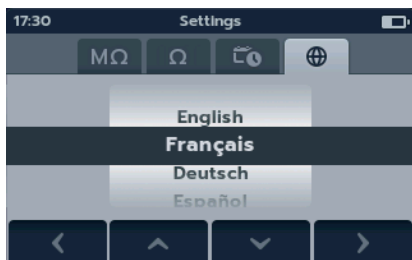 17:30 Settings
MΩ Ω
English
Français
Deutsch
Español